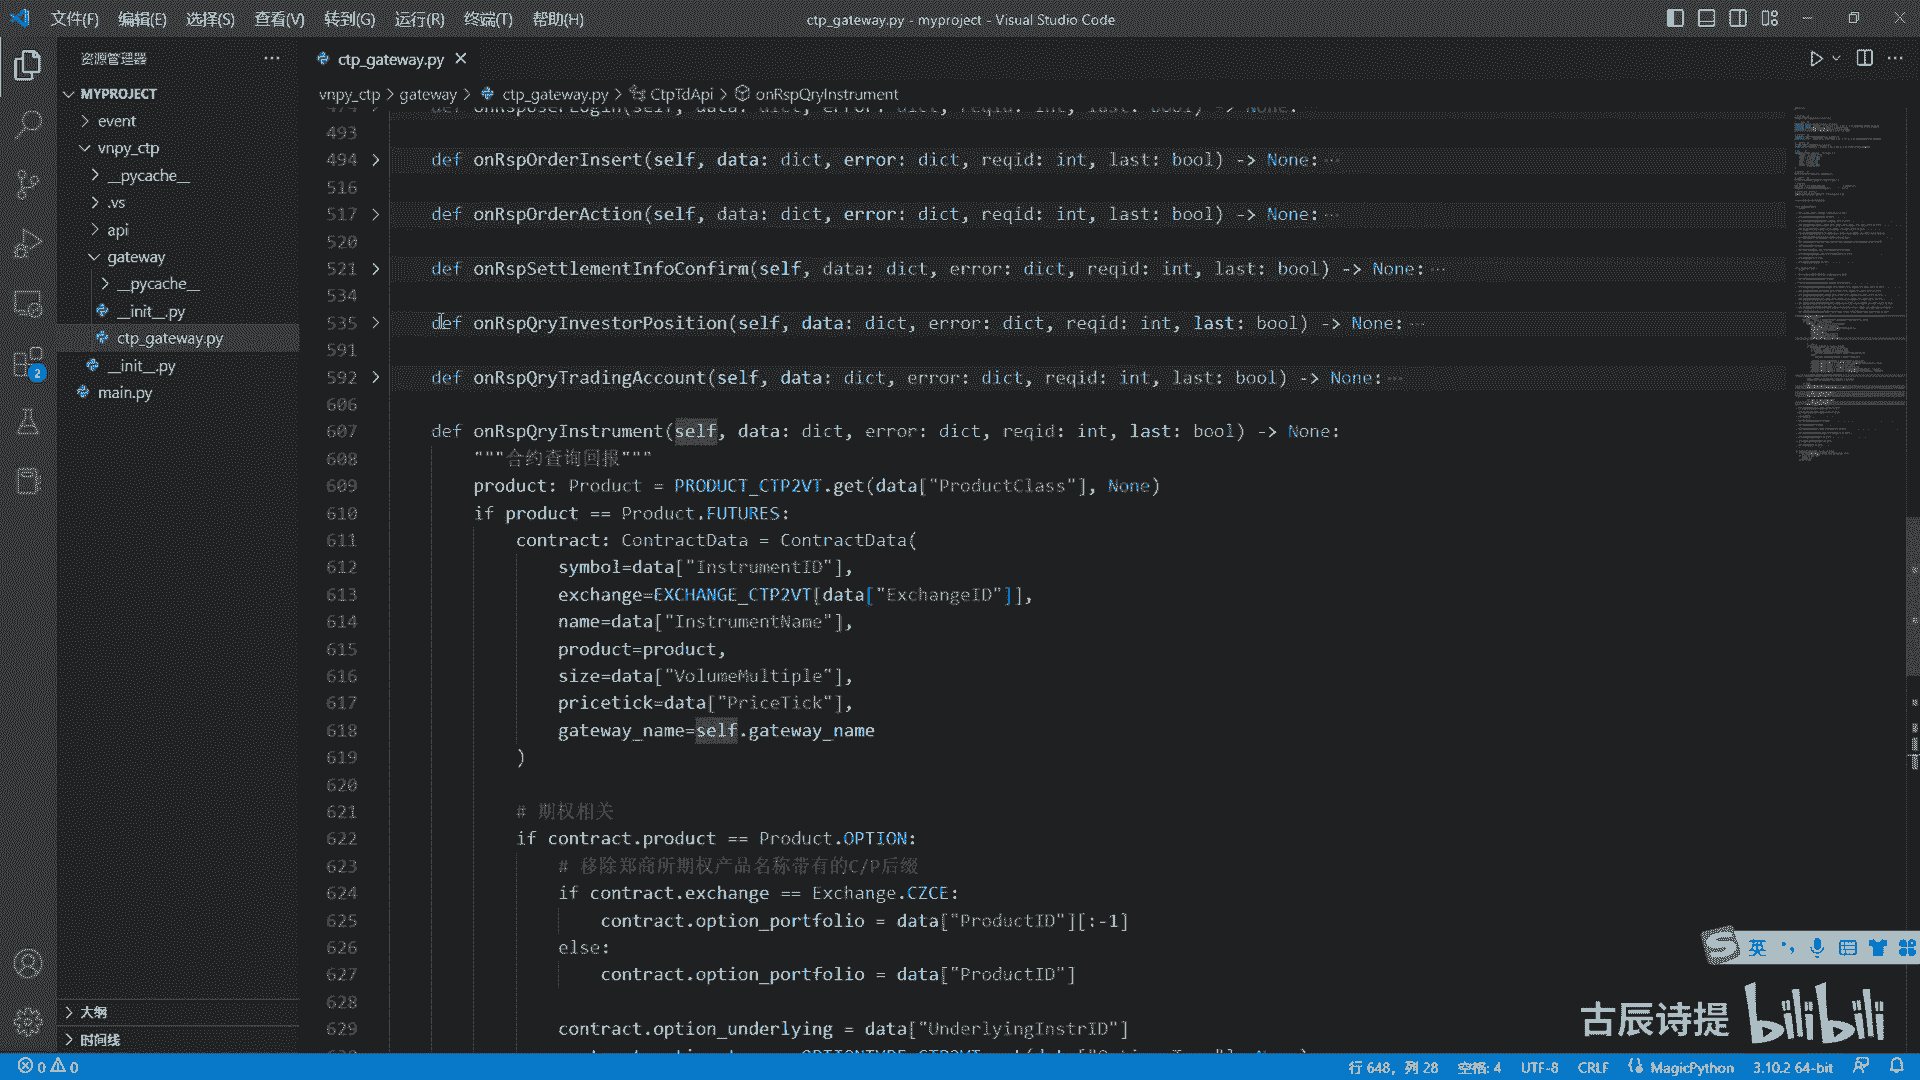 文件(F) 编辑(E) 选择(S) 查看(V) 转到(G) 运行(R) 终端(T) 帮助(H)
ctp_gateway.py - myproject - Visual Studio Code
资源管理器
ctp_gateway.py
MYPROJECT
event
vnpy_ctp
__pycache__
.vs
api
gateway
__pycache__
__init__.py
ctp_gateway.py
__init__.py
main.py
大纲
时间线
2
vnpy_ctp > gateway > ctp_gateway.py > CtpTdApi > onRspQryInstrument
474 def onRspUserLogin(self, data: dict, error: dict, reqid: int, last: bool) -> None:
493
494 def onRspOrderInsert(self, data: dict, error: dict, reqid: int, last: bool) -> None:
516
517 def onRspOrderAction(self, data: dict, error: dict, reqid: int, last: bool) -> None:
520
521 def onRspSettlementInfoConfirm(self, data: dict, error: dict, reqid: int, last: bool) -> None:
534
535 def onRspQryInvestorPosition(self, data: dict, error: dict, reqid: int, last: bool) -> None:
591
592 def onRspQryTradingAccount(self, data: dict, error: dict, reqid: int, last: bool) -> None:
606
607 def onRspQryInstrument(self, data: dict, error: dict, reqid: int, last: bool) -> None:
608 """合约查询回报"""
609 product: Product = PRODUCT_CTP2VT.get(data["ProductClass"], None)
610 if product == Product.FUTURES:
611 contract: ContractData = ContractData(
612 symbol=data["InstrumentID"],
613 exchange=EXCHANGE_CTP2VT[data["ExchangeID"]],
614 name=data["InstrumentName"],
615 product=product,
616 size=data["VolumeMultiple"],
617 pricetick=data["PriceTick"],
618 gateway_name=self.gateway_name
619 )
620
621 # 期权相关
622 if contract.product == Product.OPTION:
623 # 移除郑商所期权产品名称带有的C/P后缀
624 if contract.exchange == Exchange.CZCE:
625 contract.option_portfolio = data["ProductID"][:-1]
626 else:
627 contract.option_portfolio = data["ProductID"]
628
629 contract.option_underlying = data["UnderlyingInstrID"]
英
古辰诗提 bilibili
0 0
行 648, 列 28 空格: 4 UTF-8 CRLF MagicPython 3.10.2 64-bit